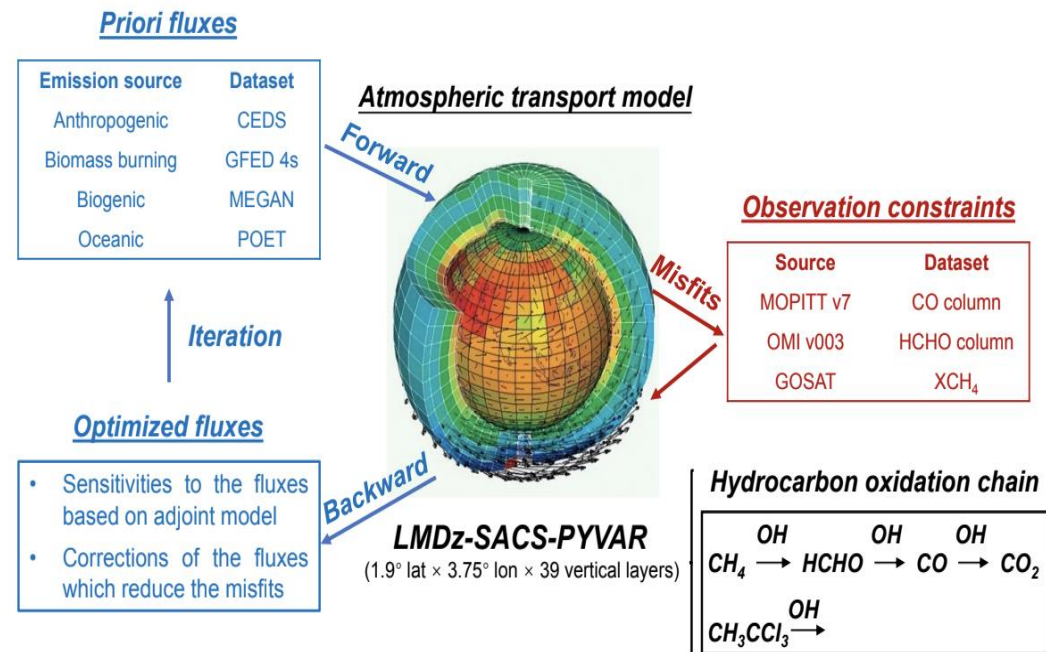 Priori fluxes
Emission source Dataset
Anthropogenic CEDS
Biomass burning GFED 4s
Biogenic MEGAN
Oceanic POET
Atmospheric transport model
Forward
Observation constraints
Source Dataset
MOPITT v7 CO column
OMI v003 HCHO column
GOSAT XCH₄
Misfits
Iteration
Optimized fluxes
• Sensitivities to the fluxes
based on adjoint model
• Corrections of the fluxes
which reduce the misfits
Backward
LMDz-SACS-PYVAR
(1.9° lat × 3.75° lon × 39 vertical layers)
Hydrocarbon oxidation chain
OH OH OH
CH₄ → HCHO → CO → CO₂
OH
CH₃CCl₃ →